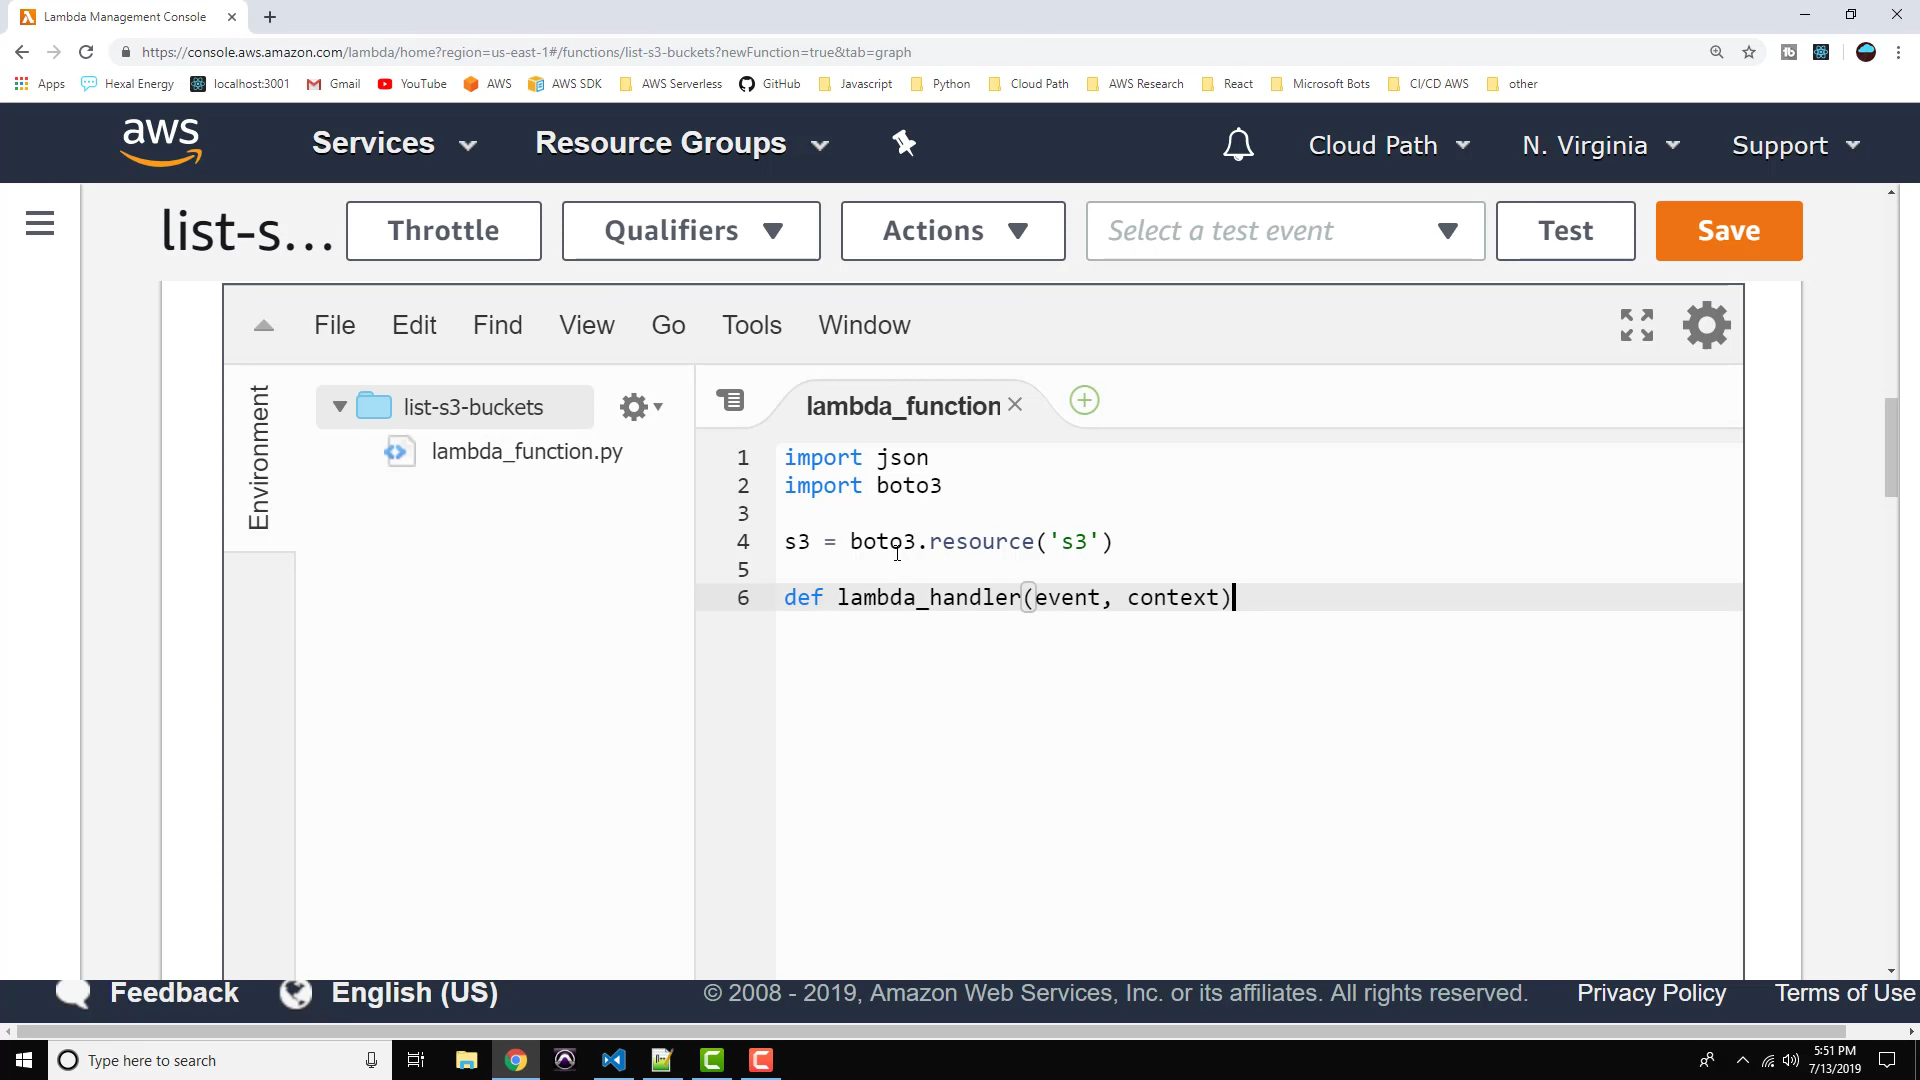 Lambda Management Console
https://console.aws.amazon.com/lambda/home?region=us-east-1#/functions/list-s3-buckets?newFunction=true&tab=graph
Apps Hexal Energy localhost:3001 Gmail YouTube AWS AWS SDK AWS Serverless GitHub Javascript Python Cloud Path AWS Research React Microsoft Bots CI/CD AWS other
aws Services Resource Groups Cloud Path N. Virginia Support
list-s... Throttle Qualifiers Actions Select a test event Test Save
File Edit Find View Go Tools Window
Environment
list-s3-buckets
lambda_function.py
lambda_function
1 import json
2 import boto3
3
4 s3 = boto3.resource('s3')
5
6 def lambda_handler(event, context)
Feedback English (US) © 2008 - 2019, Amazon Web Services, Inc. or its affiliates. All rights reserved. Privacy Policy Terms of Use
Type here to search
5:51 PM
7/13/2019